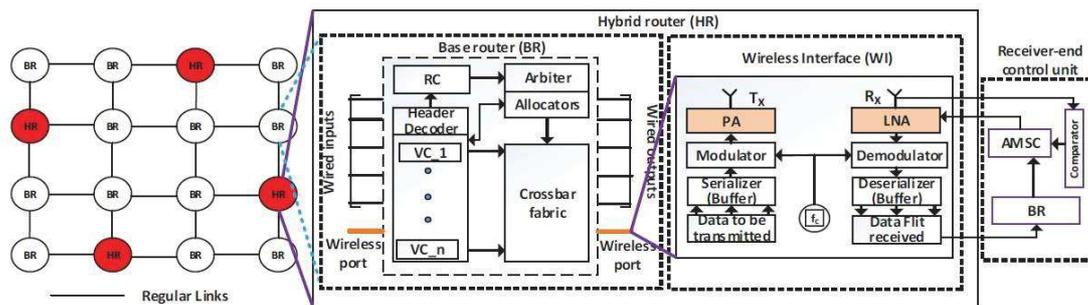 Hybrid router (HR)
BR
BR
HR
BR
HR
BR
BR
BR
BR
BR
BR
HR
BR
HR
BR
BR
Regular Links
Base router (BR)
RC
Arbiter
Allocators
Header
Decoder
VC_1
VC_n
Crossbar
fabric
Wired inputs
Wired outputs
Wireless
port
Wireless
port
Wireless Interface (WI)
TX
RX
PA
LNA
Modulator
Demodulator
Serializer
(Buffer)
Deserializer
(Buffer)
Data to be
transmitted
fc
Data Flit
received
Receiver-end
control unit
AMSC
Comparator
BR